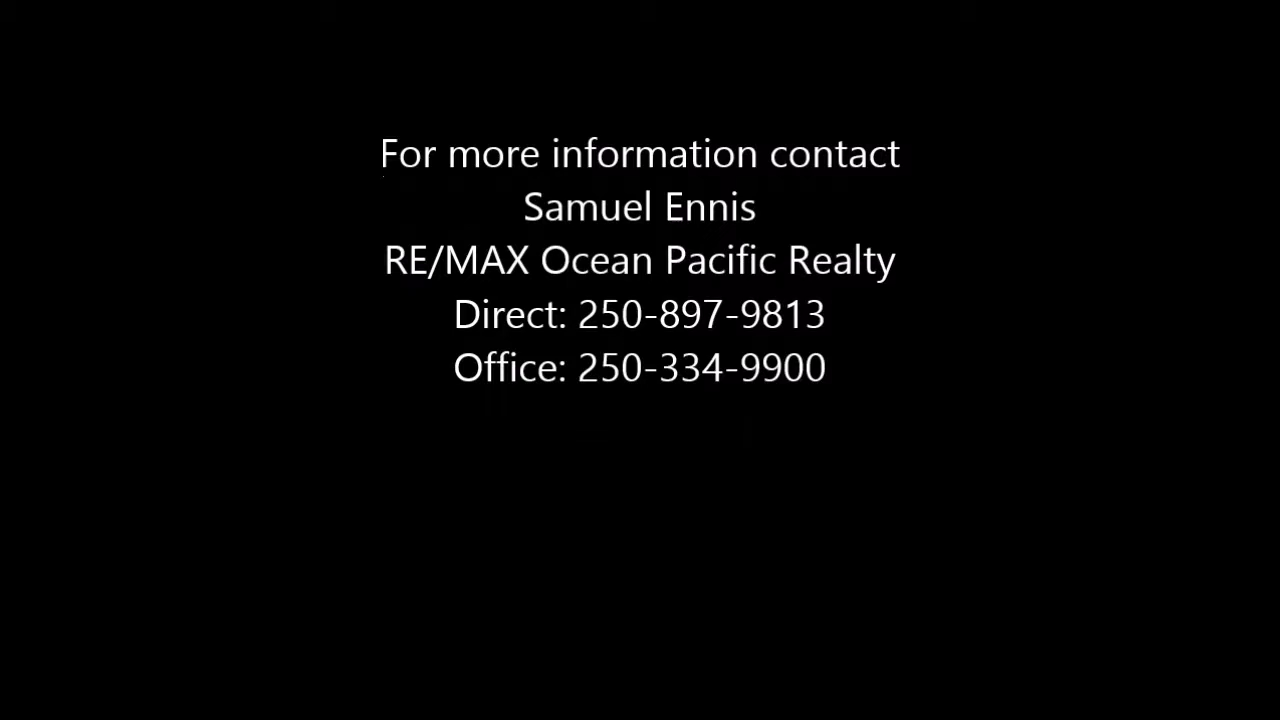 For more information contact
Samuel Ennis
RE/MAX Ocean Pacific Realty
Direct: 250-897-9813
Office: 250-334-9900